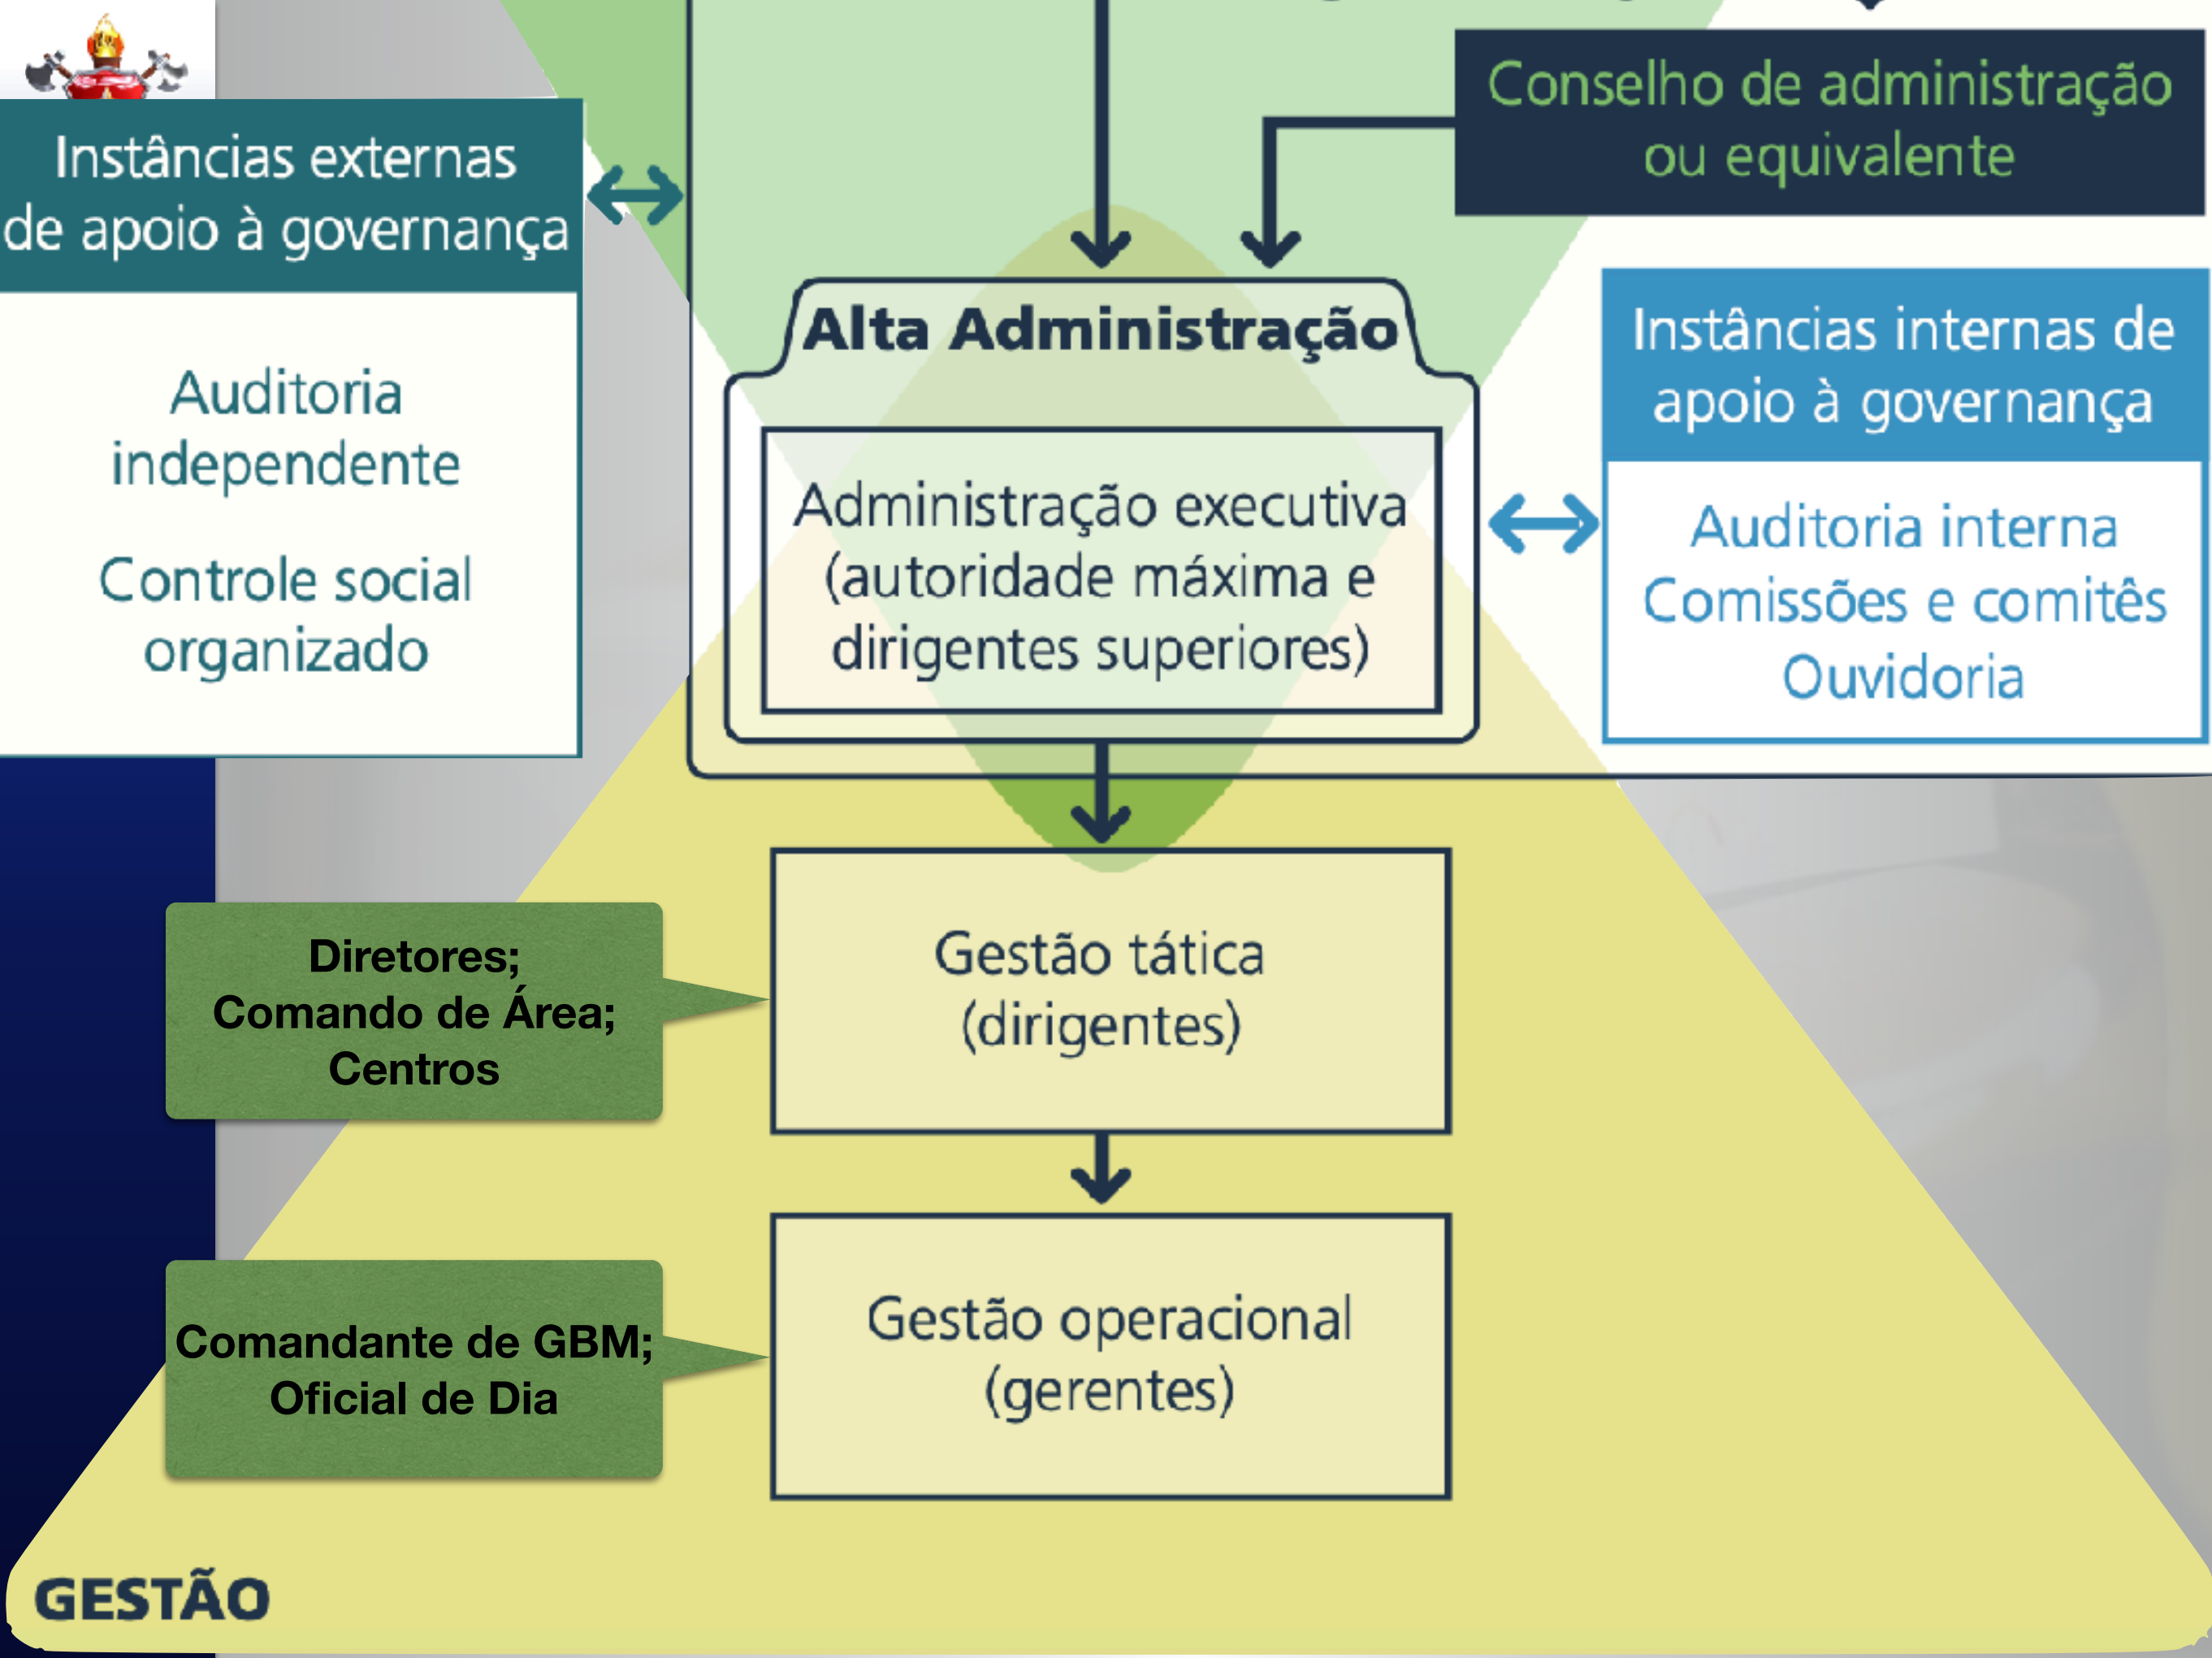 Conselho de administração
ou equivalente
Instâncias externas
de apoio à governança
Auditoria
independente
Controle social
organizado
Alta Administração
Administração executiva
(autoridade máxima e
dirigentes superiores)
Instâncias internas de
apoio à governança
Auditoria interna
Comissões e comitês
Ouvidoria
Diretores;
Comando de Área;
Centros
Gestão tática
(dirigentes)
Comandante de GBM;
Oficial de Dia
Gestão operacional
(gerentes)
GESTÃO